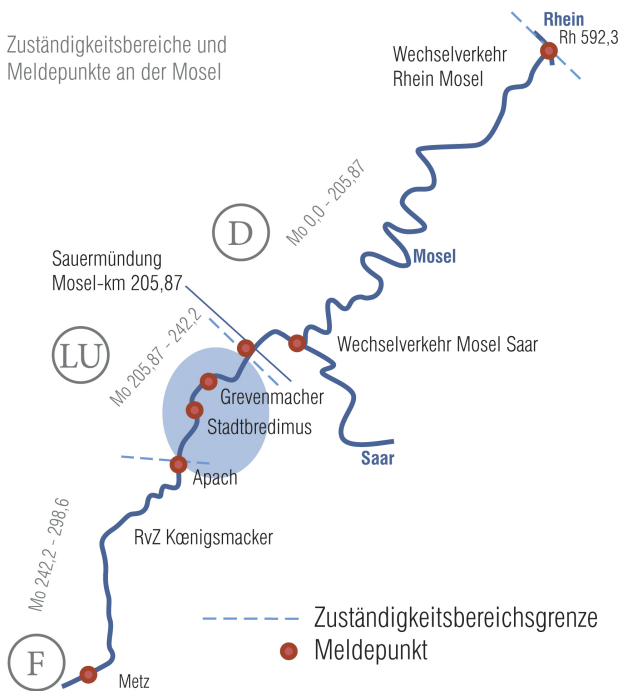 Zuständigkeitsbereiche und
Meldepunkte an der Mosel
Rhein
Rh 592,3
Wechselverkehr
Rhein Mosel
Mo 0,0 - 205,87
D
Mosel
Sauermündung
Mosel-km 205,87
Mo 205,87 - 242,2
LU
Wechselverkehr Mosel Saar
Grevenmacher
Stadtbredimus
Saar
Apach
Mo 242,2 - 298,6
RvZ Kœnigsmacker
F
Metz
Zuständigkeitsbereichsgrenze
Meldepunkt